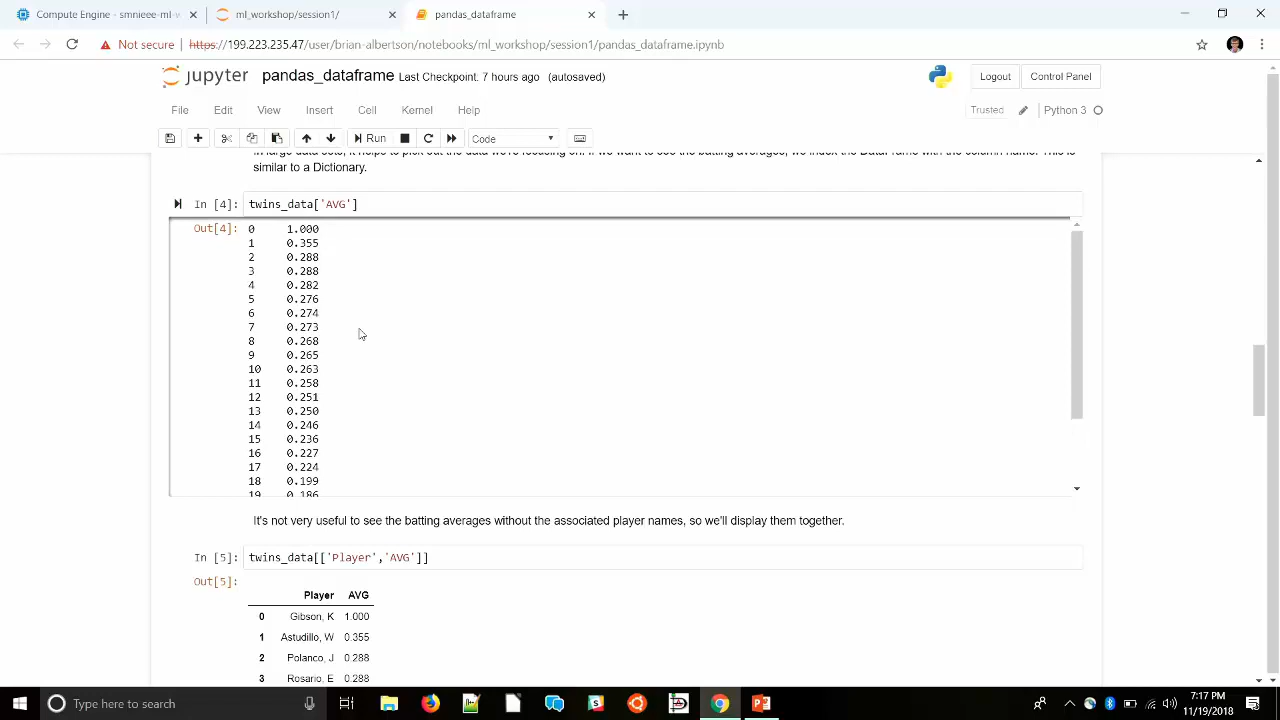 Compute Engine - smnieee-ml-v
ml_workshop/session1/
pandas_dataframe
Not secure
https://199.223.235.47/user/brian-albertson/notebooks/ml_workshop/session1/pandas_dataframe.ipynb
jupyter pandas_dataframe Last Checkpoint: 7 hours ago (autosaved)
Logout
Control Panel
File Edit View Insert Cell Kernel Help
Trusted
Python 3
Run
Code
similar to a Dictionary.
In [4]: twins_data['AVG']
Out[4]: 0 1.000
1 0.355
2 0.288
3 0.288
4 0.282
5 0.276
6 0.274
7 0.273
8 0.268
9 0.265
10 0.263
11 0.258
12 0.251
13 0.250
14 0.246
15 0.236
16 0.227
17 0.224
18 0.199
19 0.186
It's not very useful to see the batting averages without the associated player names, so we'll display them together.
In [5]: twins_data[['Player','AVG']]
Out[5]:
Player AVG
0 Gibson, K 1.000
1 Astudillo, W 0.355
2 Polanco, J 0.288
3 Rosario, E 0.288
Type here to search
7:17 PM
11/19/2018